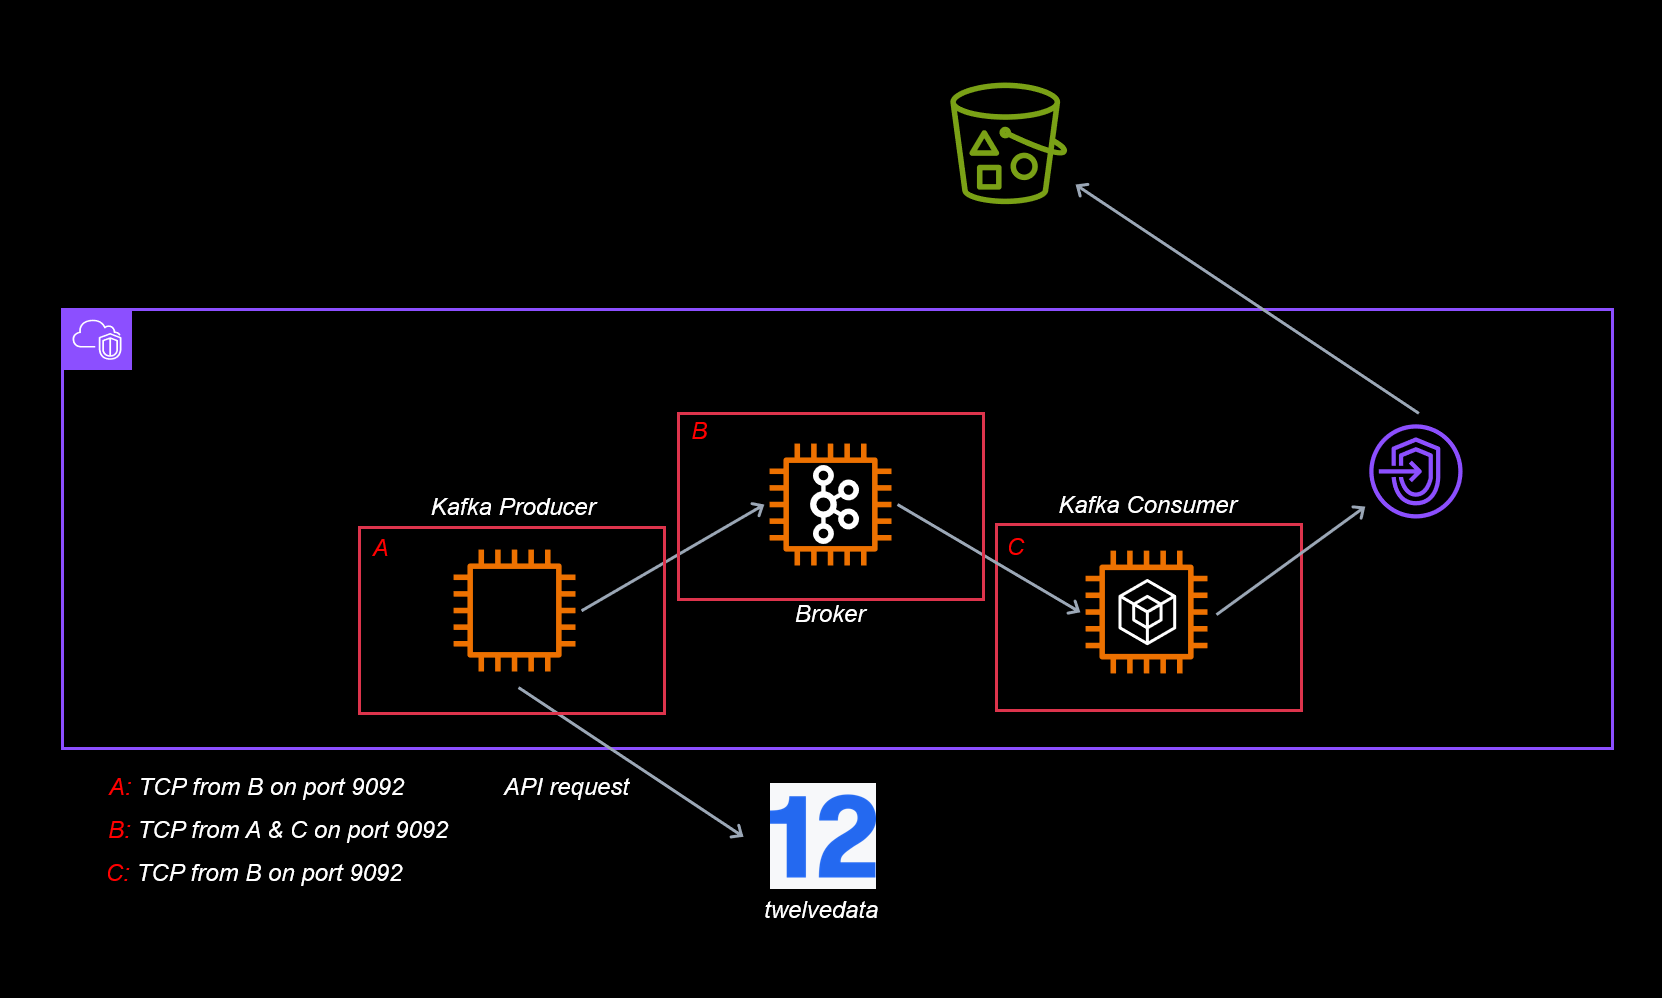 B
Kafka Producer
Kafka Consumer
A
C
Broker
A: TCP from B on port 9092
API request
B: TCP from A & C on port 9092
12
C: TCP from B on port 9092
twelvedata